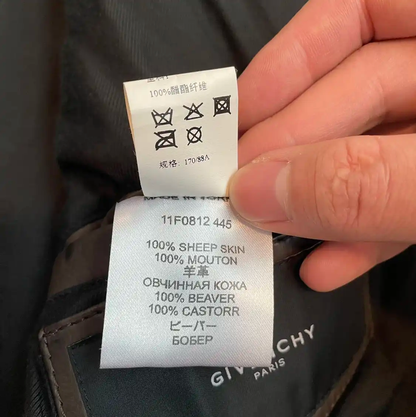 100%醋酯纤维
规格: 170/88A
MADE IN
11F0812 445
100% SHEEP SKIN
100% MOUTON
羊革
ОВЧИННАЯ КОЖА
100% BEAVER
100% CASTORR
ビーバー
БОБЕР
GIVENCHY
PARIS